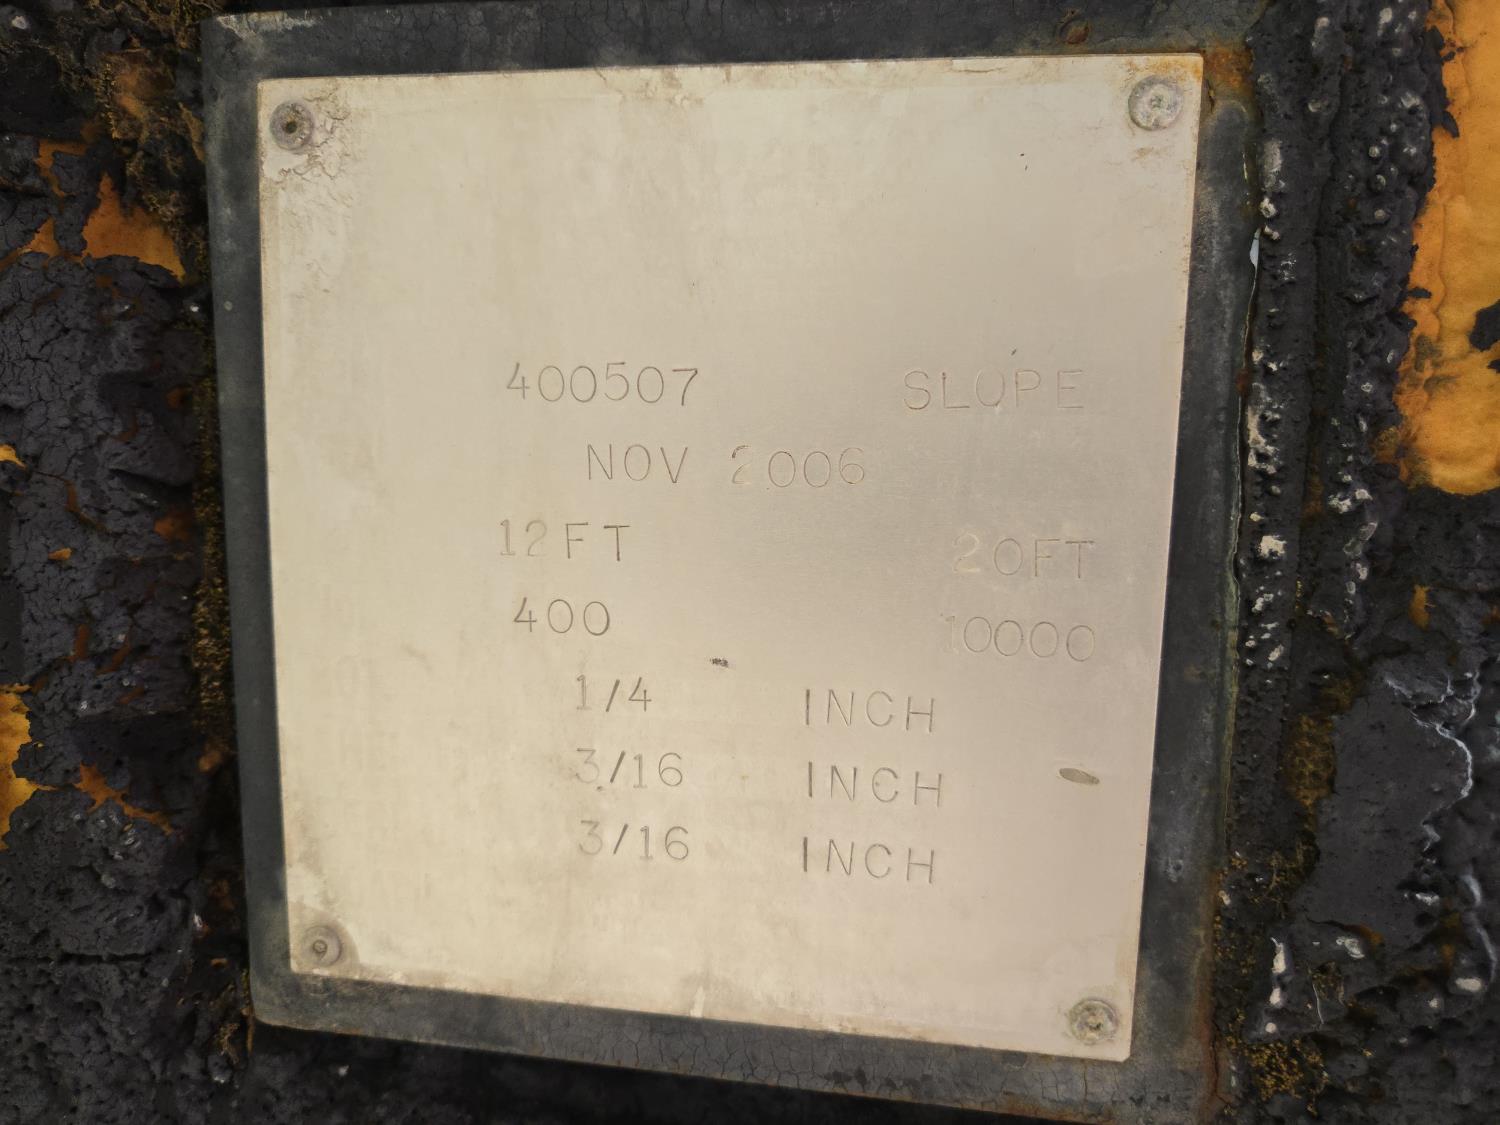 400507 SLOPE
NOV 2006
12FT 20FT
400 10000
1/4 INCH
3/16 INCH
3/16 INCH